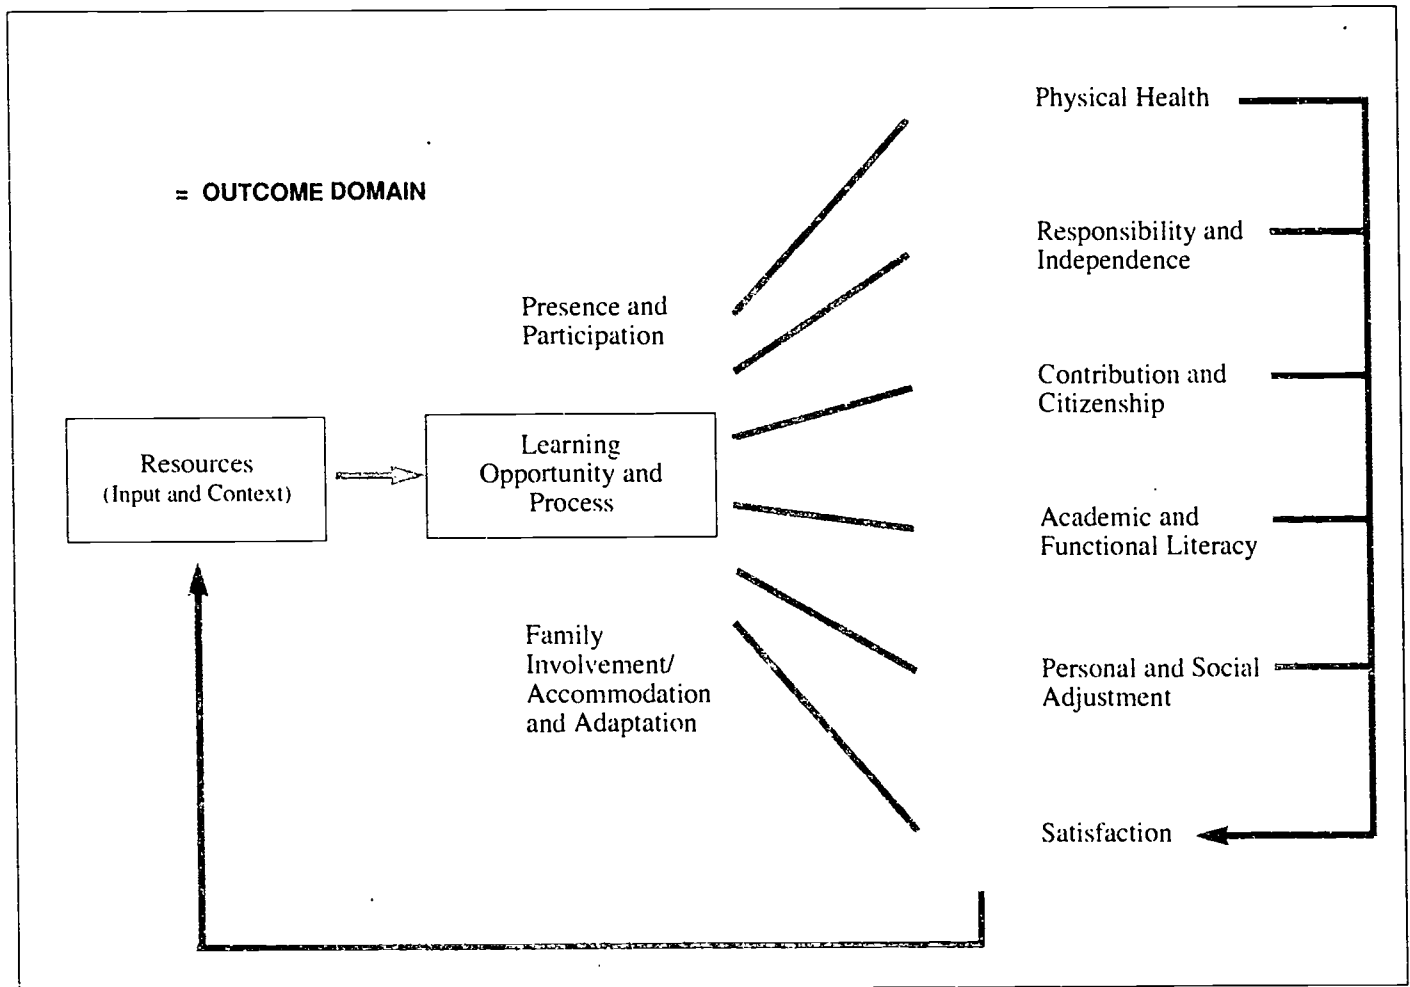 = OUTCOME DOMAIN
Presence and
Participation
Resources
(Input and Context)
Learning
Opportunity and
Process
Family
Involvement/
Accommodation
and Adaptation
Physical Health
Responsibility and
Independence
Contribution and
Citizenship
Academic and
Functional Literacy
Personal and Social
Adjustment
Satisfaction